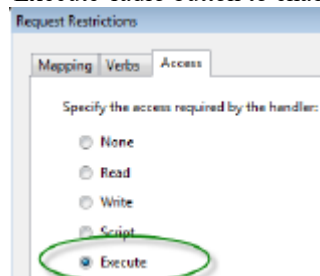 Request Restrictions
Mapping Verbs Access
Specify the access required by the handler:
None
Read
Write
Script
Execute